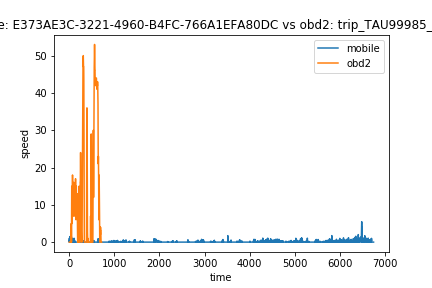 e: E373AE3C-3221-4960-B4FC-766A1EFA80DC vs obd2: trip_TAU99985_
mobile
obd2
50
40
30
20
10
0
speed
0 1000 2000 3000 4000 5000 6000 7000
time